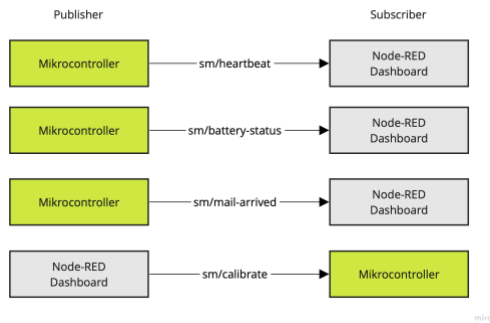 Publisher
Subscriber
Mikrocontroller
sm/heartbeat
Node-RED
Dashboard
Mikrocontroller
sm/battery-status
Node-RED
Dashboard
Mikrocontroller
sm/mail-arrived
Node-RED
Dashboard
Node-RED
Dashboard
sm/calibrate
Mikrocontroller